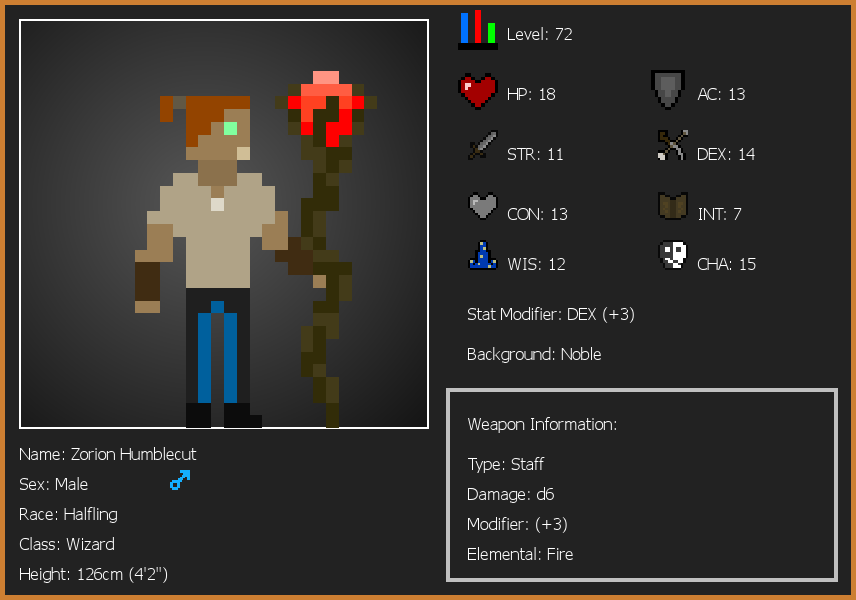 Level: 72
HP: 18
AC: 13
STR: 11
DEX: 14
CON: 13
INT: 7
WIS: 12
CHA: 15
Stat Modifier: DEX (+3)
Background: Noble
Weapon Information:
Type: Staff
Damage: d6
Modifier: (+3)
Elemental: Fire
Name: Zorion Humblecut
Sex: Male
Race: Halfling
Class: Wizard
Height: 126cm (4'2")